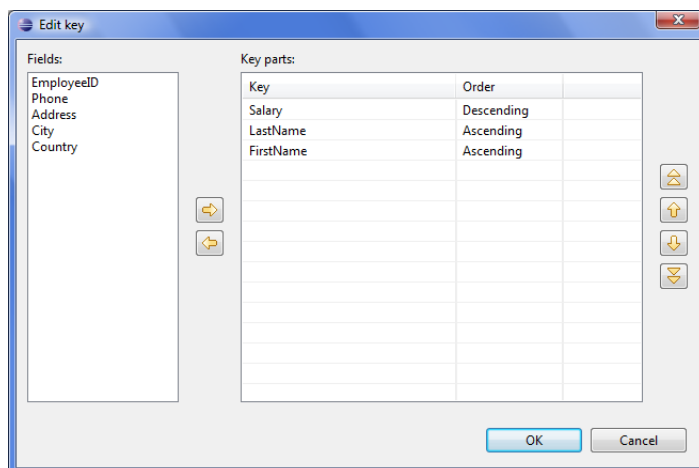 Edit key
Fields:
Key parts:
EmployeeID
Phone
Address
City
Country
Key Order
Salary Descending
LastName Ascending
FirstName Ascending
OK Cancel